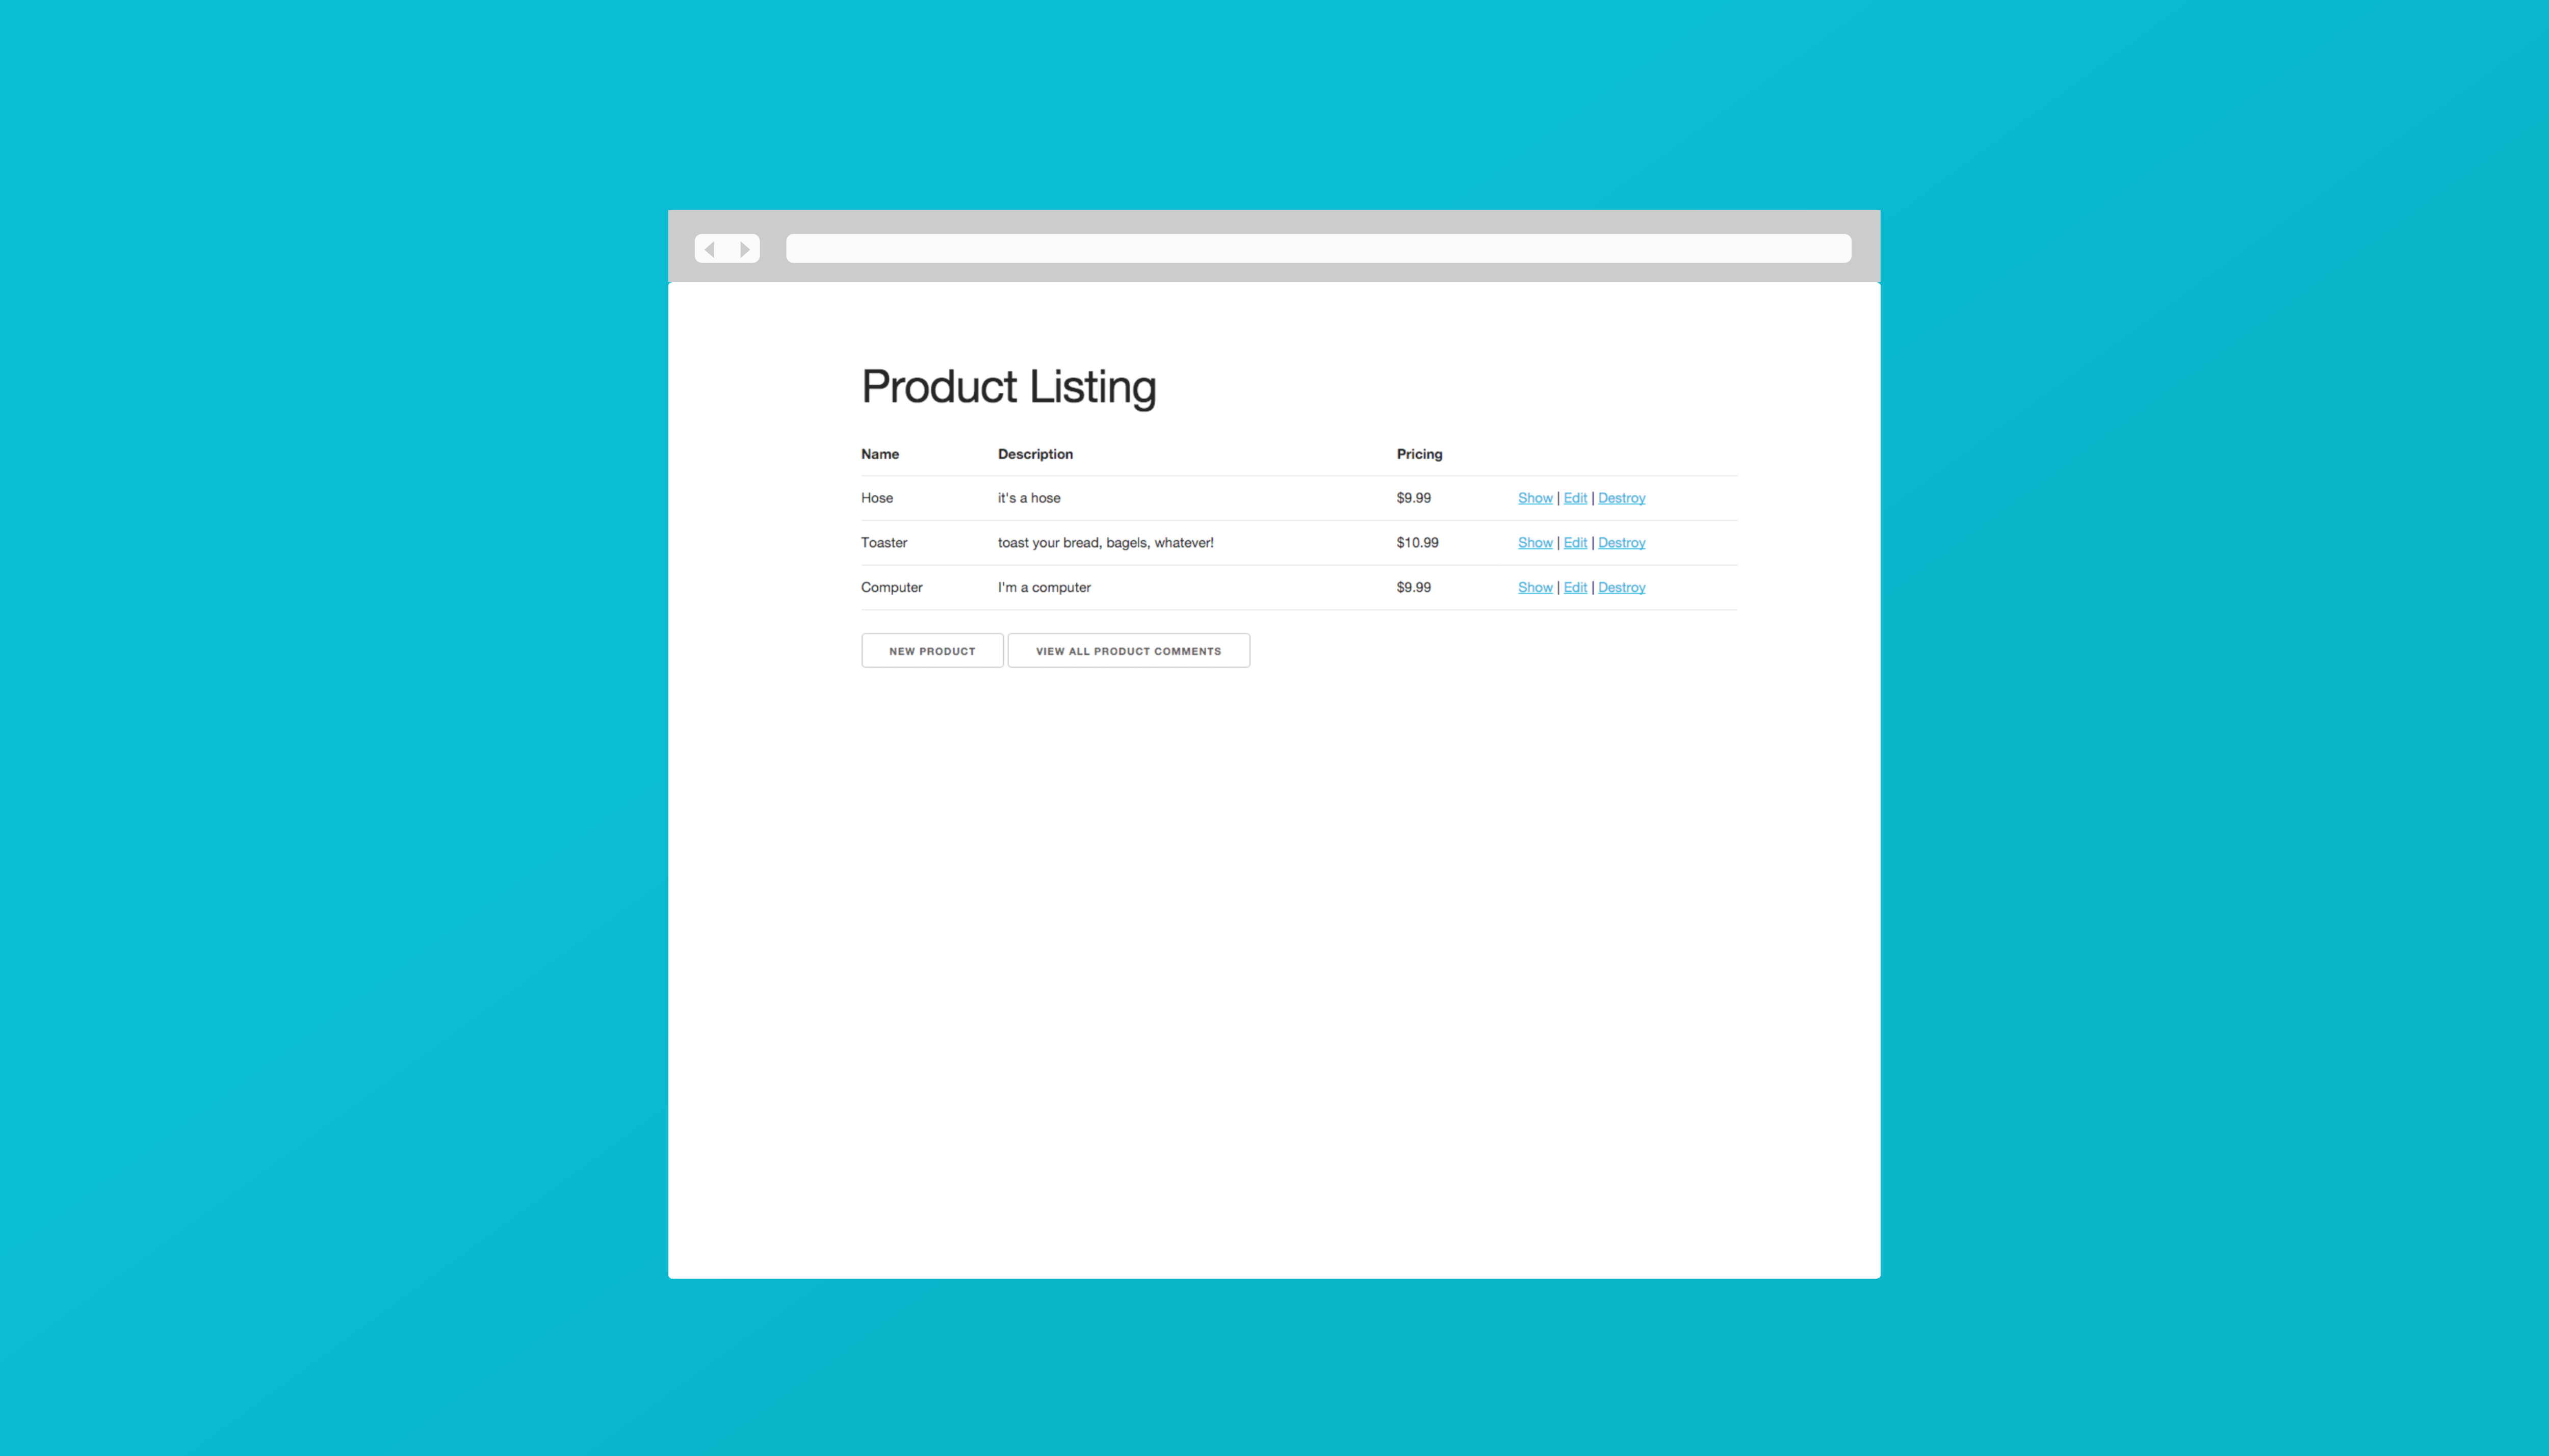 Product Listing
Name Description Pricing
Hose it's a hose $9.99 Show | Edit | Destroy
Toaster toast your bread, bagels, whatever! $10.99 Show | Edit | Destroy
Computer I'm a computer $9.99 Show | Edit | Destroy
NEW PRODUCT VIEW ALL PRODUCT COMMENTS